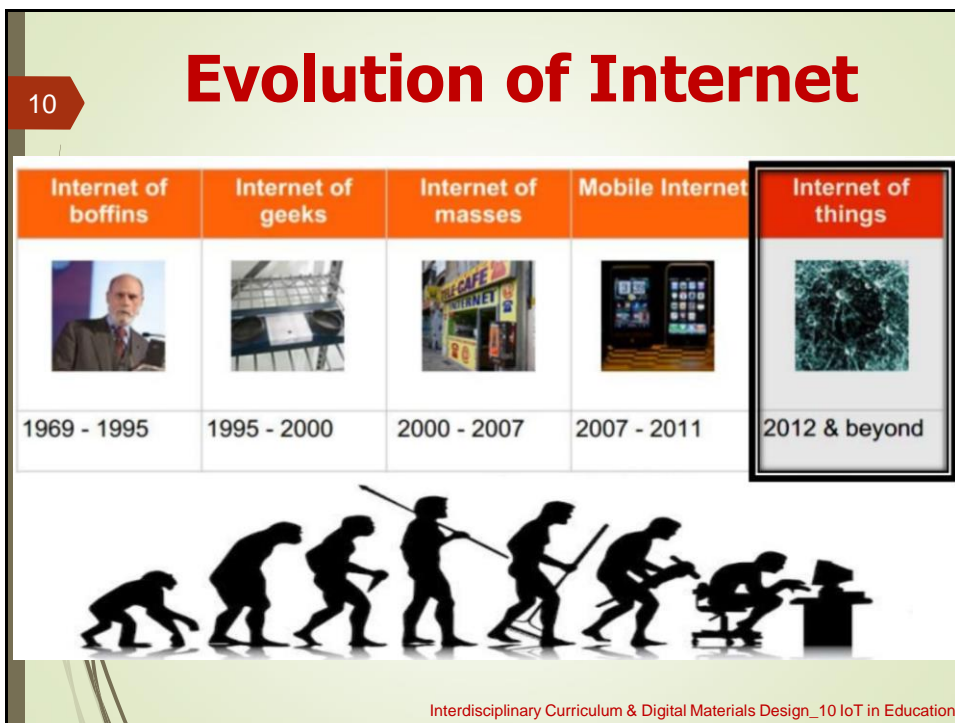 Evolution of Internet
10
Internet of
boffins
Internet of
geeks
Internet of
masses
Mobile Internet
Internet of
things
TELE-CAFE
INTERNET
1969 - 1995
1995 - 2000
2000 - 2007
2007 - 2011
2012 & beyond
Interdisciplinary Curriculum & Digital Materials Design_10 IoT in Education